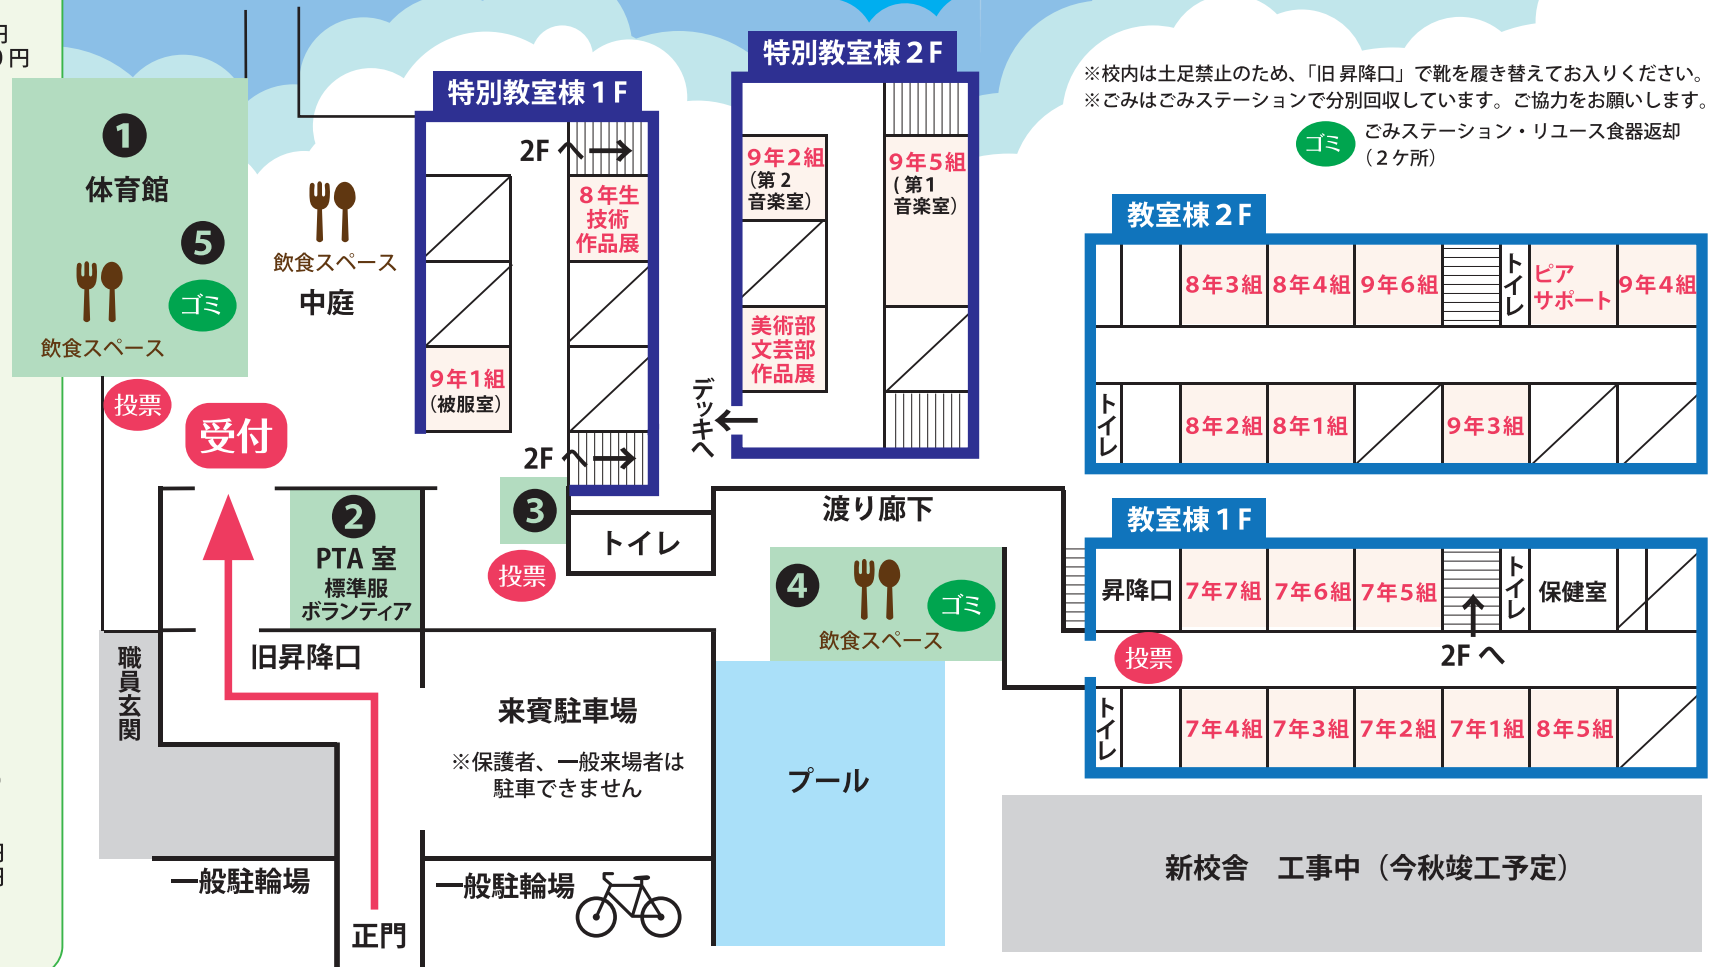 円
円
特別教室棟1F
特別教室棟2F
※校内は土足禁止のため、「旧 昇降口」で靴を履き替えてお入りください。
※ごみはごみステーションで分別回収しています。ご協力をお願いします。
ゴミ
ごみステーション・リユース食器返却
（２ケ所）
1
体育館
5
ゴミ
飲食スペース
飲食スペース
中庭
2Fへ
8年生
技術
作品展
9年1組
(被服室)
2Fへ
9年2組
（第2
音楽室）
9年5組
(第1
音楽室）
美術部
文芸部
作品展
デッキへ
教室棟2F
8年3組
8年4組
9年6組
トイレ
ピア
サポート
9年4組
トイレ
8年2組
8年1組
9年3組
投票
受付
2
PTA 室
標準服
ボランティア
3
投票
トイレ
渡り廊下
4
飲食スペース
ゴミ
教室棟1F
昇降口
7年7組
7年6組
7年5組
トイレ
保健室
投票
2Fへ
トイレ
7年4組
7年3組
7年2組
7年1組
8年5組
職員玄関
旧昇降口
来賓駐車場
※保護者、一般来場者は
駐車できません
プール
新校舎　工事中（今秋竣工予定）
一般駐輪場
一般駐輪場
正門
円
円